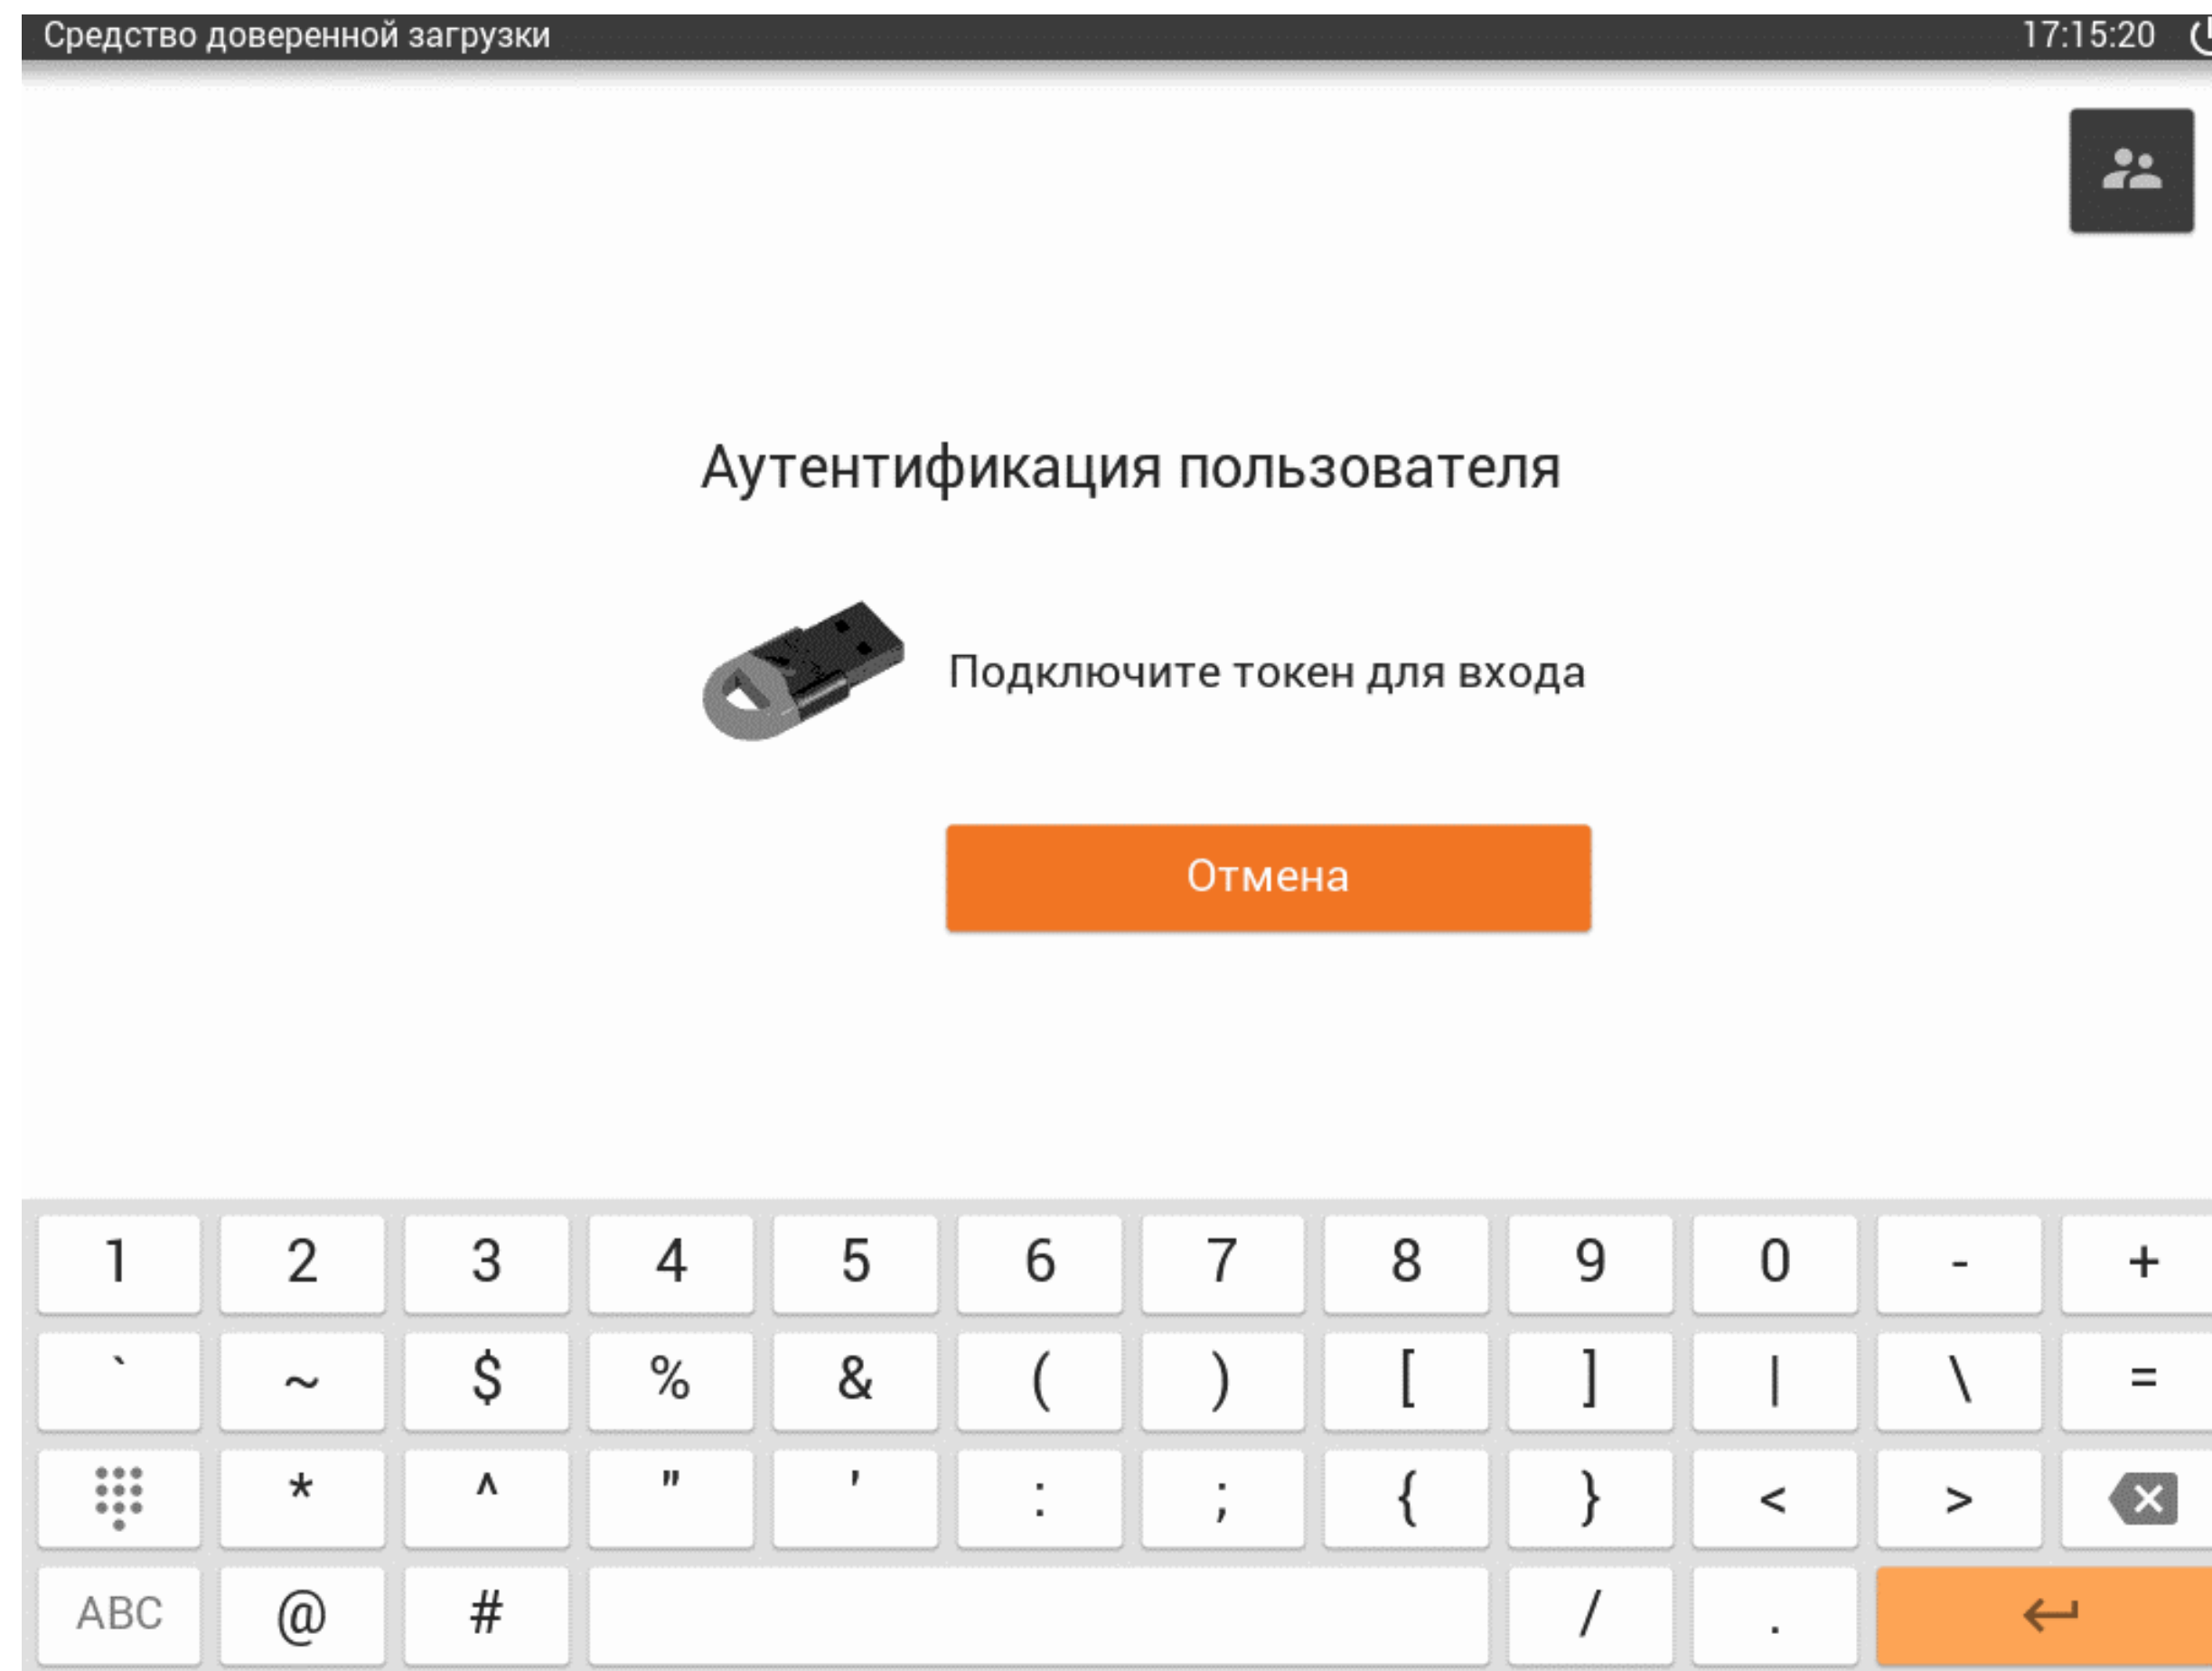 Средство доверенной загрузки 17:15:20
Аутентификация пользователя
Подключите токен для входа
Отмена
1 2 3 4 5 6 7 8 9 0 - +
` ~ $ % & ( ) [ ] | \ =
* ^ " ' : ; { } < >
ABC @ # / .